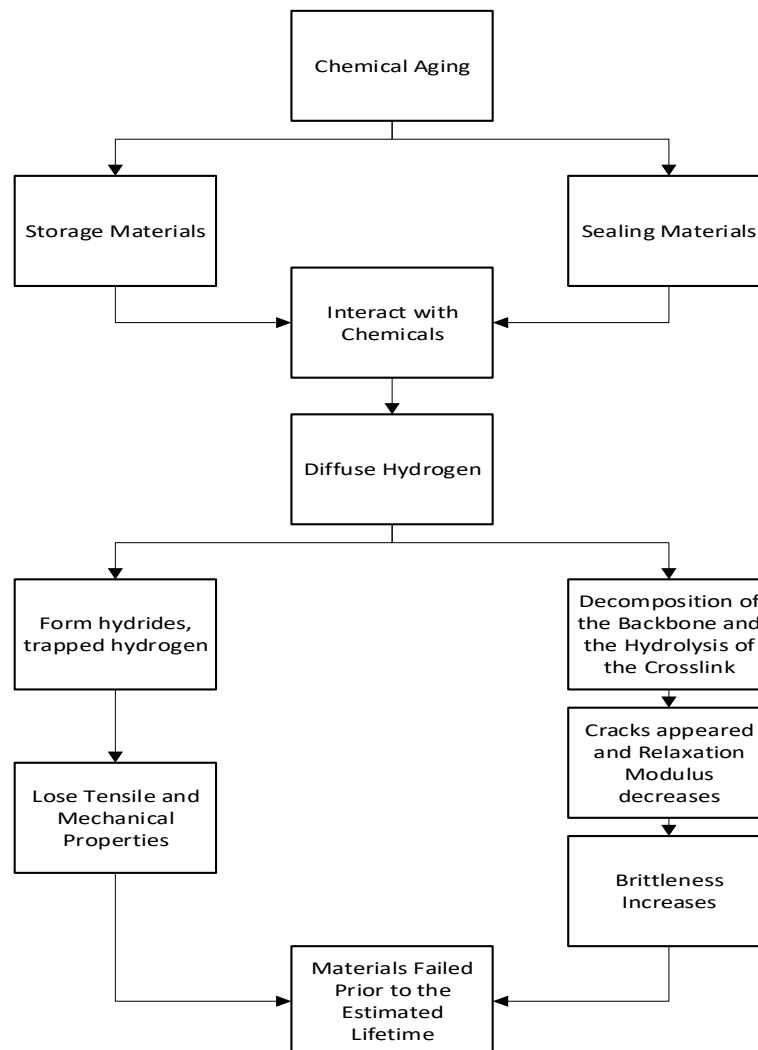 Chemical Aging
Storage Materials
Sealing Materials
Interact with
Chemicals
Diffuse Hydrogen
Form hydrides,
trapped hydrogen
Decomposition of
the Backbone and
the Hydrolysis of
the Crosslink
Lose Tensile and
Mechanical
Properties
Cracks appeared
and Relaxation
Modulus
decreases
Brittleness
Increases
Materials Failed
Prior to the
Estimated
Lifetime